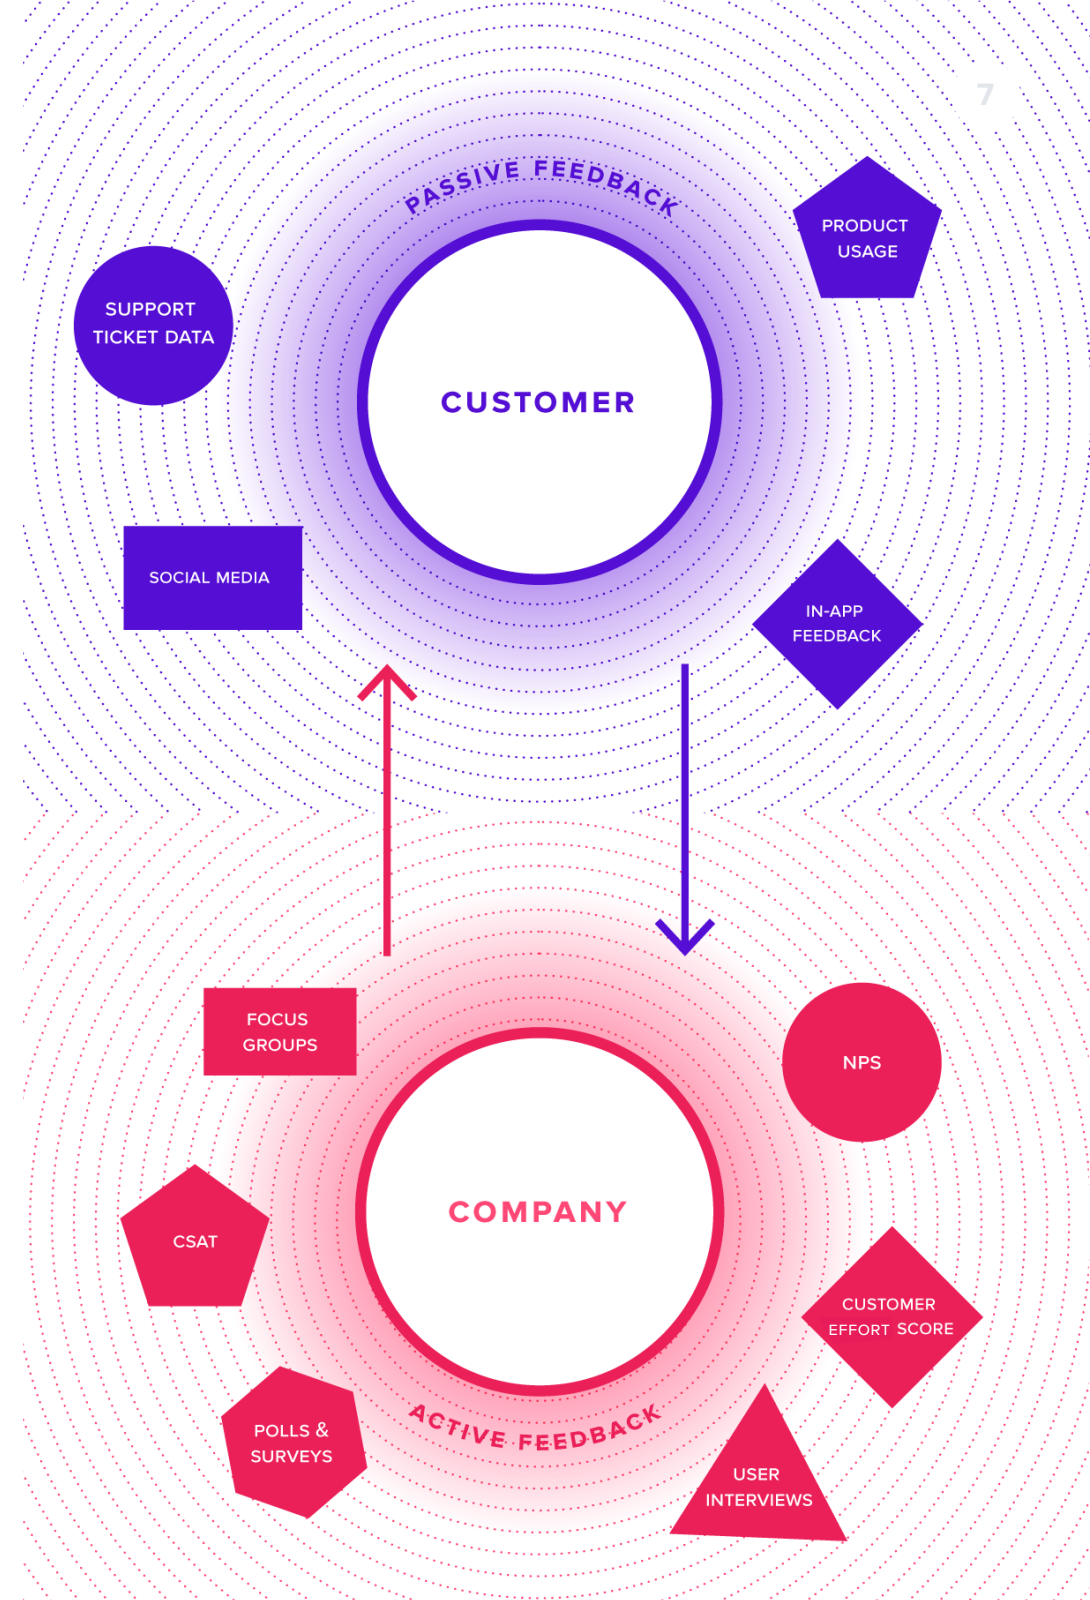 7
PASSIVE FEEDBACK
PRODUCT
USAGE
SUPPORT
TICKET DATA
CUSTOMER
SOCIAL MEDIA
IN-APP
FEEDBACK
FOCUS
GROUPS
NPS
COMPANY
CSAT
CUSTOMER
EFFORT SCORE
ACTIVE FEEDBACK
POLLS &
SURVEYS
USER
INTERVIEWS